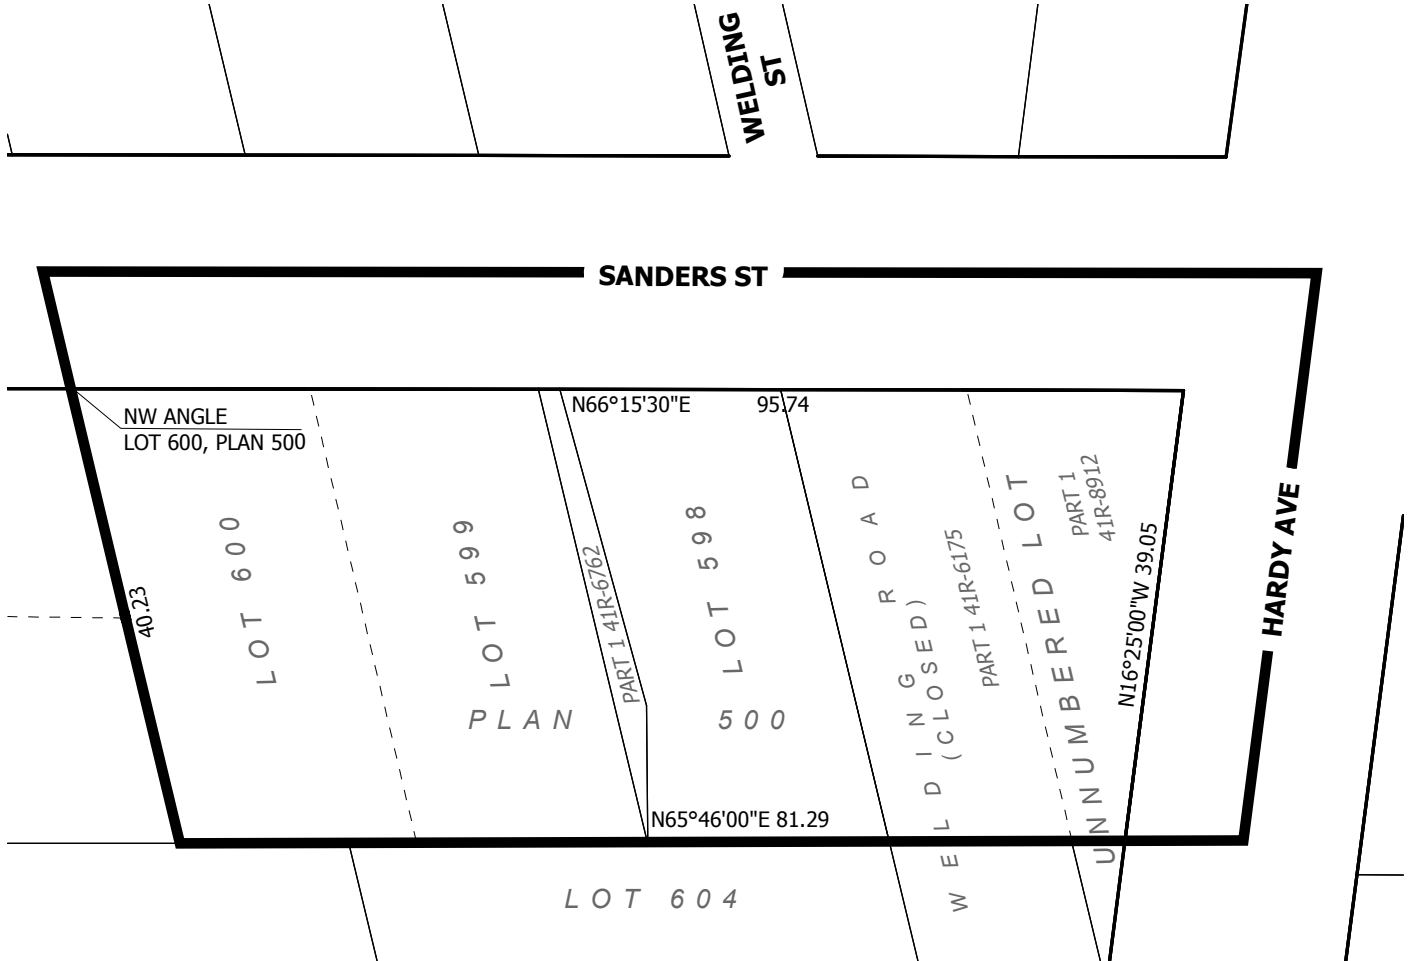 WELDING
ST
SANDERS ST
N66°15'30"E 95.74
NW ANGLE
LOT 600, PLAN 500
LOT 600
LOT 599
PART 1 41R-6762
LOT 598
WELDING ROAD
(CLOSED)
PART 1 41R-6175
UNNUMBERED LOT
PART 1
41R-8912
N16°25'00"W 39.05
HARDY AVE
40.23
PLAN 500
N65°46'00"E 81.29
LOT 604